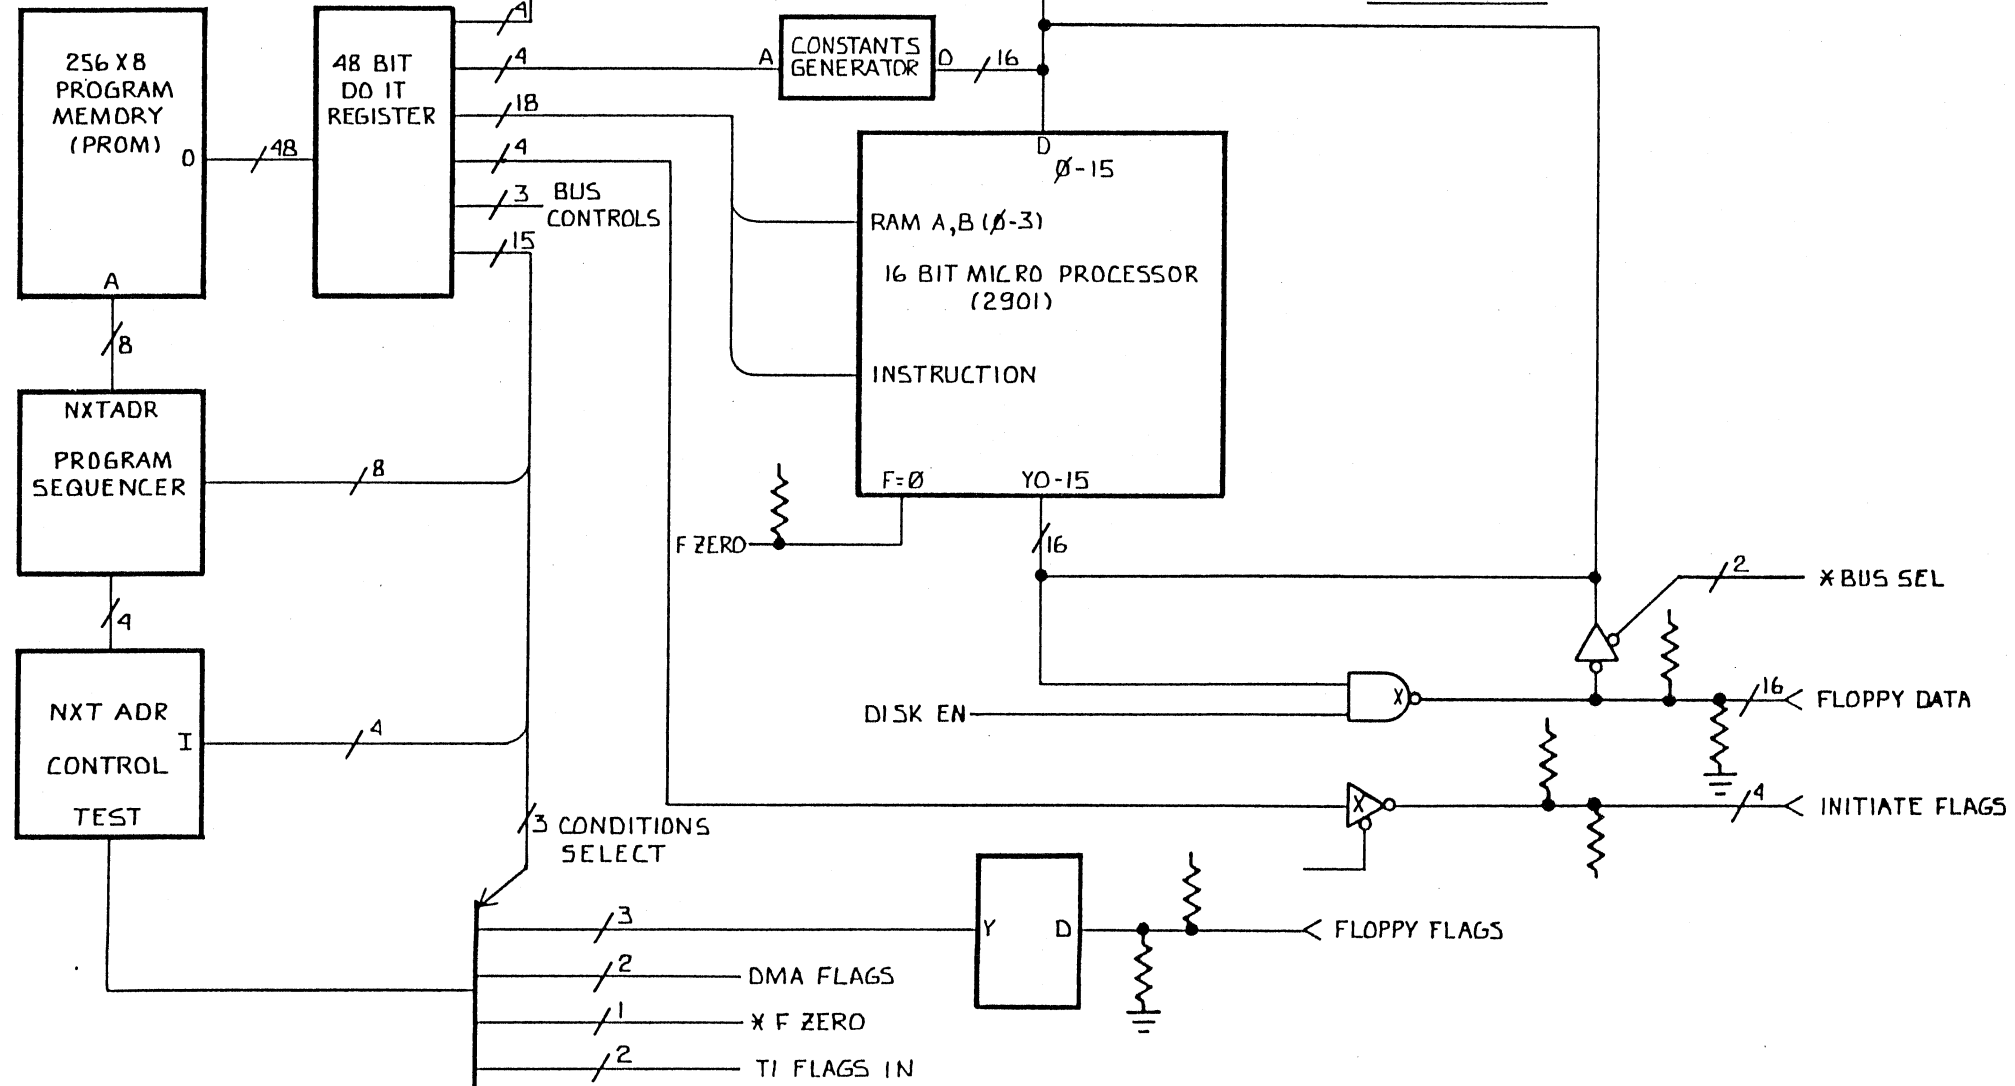 256 X 8
PROGRAM
MEMORY
(PROM)
O
48
A
8
48 BIT
DO IT
REGISTER
4
4
18
4
3
BUS
CONTROLS
15
A
CONSTANTS
GENERATOR
D
16
D
Ø-15
RAM A,B (Ø-3)
16 BIT MICRO PROCESSOR
(2901)
INSTRUCTION
F=Ø
YO-15
F ZERO
16
NXTADR
PROGRAM
SEQUENCER
8
4
NXT ADR
CONTROL
TEST
I
4
3
CONDITIONS
SELECT
2
* BUS SEL
DISK EN
X
16
FLOPPY DATA
X
4
INITIATE FLAGS
3
Y
D
FLOPPY FLAGS
2
DMA FLAGS
1
* F ZERO
2
TI FLAGS IN